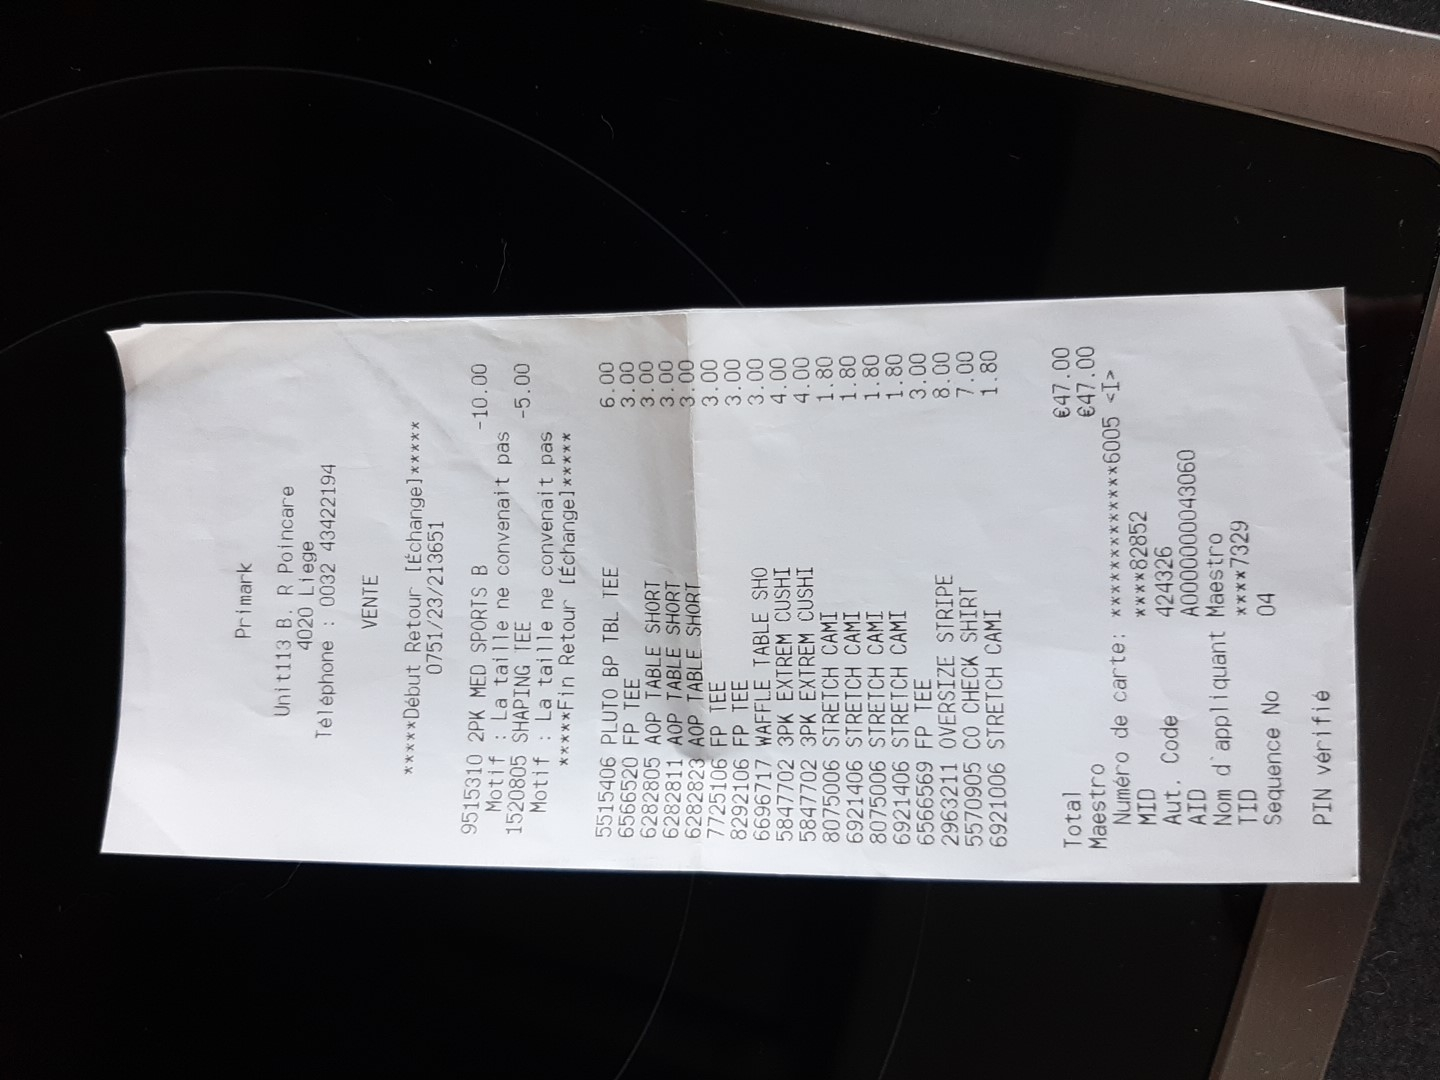 Primark
Unit113 B. R Poincare
4020 Liege
Téléphone : 0032 43422194
VENTE
*****Début Retour [Échange]*****
0751/23/213651
9515310 2PK MED SPORTS B -10.00
Motif : La taille ne convenait pas
1520805 SHAPING TEE -5.00
Motif : La taille ne convenait pas
*****Fin Retour [Échange]*****
5515406 PLUTO BP TBL TEE 6.00
6566520 FP TEE 3.00
6282805 AOP TABLE SHORT 3.00
6282811 AOP TABLE SHORT 3.00
6282823 AOP TABLE SHORT 3.00
7725106 FP TEE 3.00
8292106 FP TEE 3.00
6696717 WAFFLE TABLE SHO 3.00
5847702 3PK EXTREM CUSHI 4.00
5847702 3PK EXTREM CUSHI 4.00
8075006 STRETCH CAMI 1.80
6921406 STRETCH CAMI 1.80
8075006 STRETCH CAMI 1.80
6921406 STRETCH CAMI 1.80
6566569 FP TEE 3.00
2963211 OVERSIZE STRIPE 8.00
5570905 CO CHECK SHIRT 7.00
6921006 STRETCH CAMI 1.80
Total €47.00
Maestro €47.00
Numéro de carte: ***************6005 <I>
MID ****82852
Aut. Code 424326
AID A0000000043060
Nom d`appliquant Maestro
TID ****7329
Sequence No 04
PIN vérifié